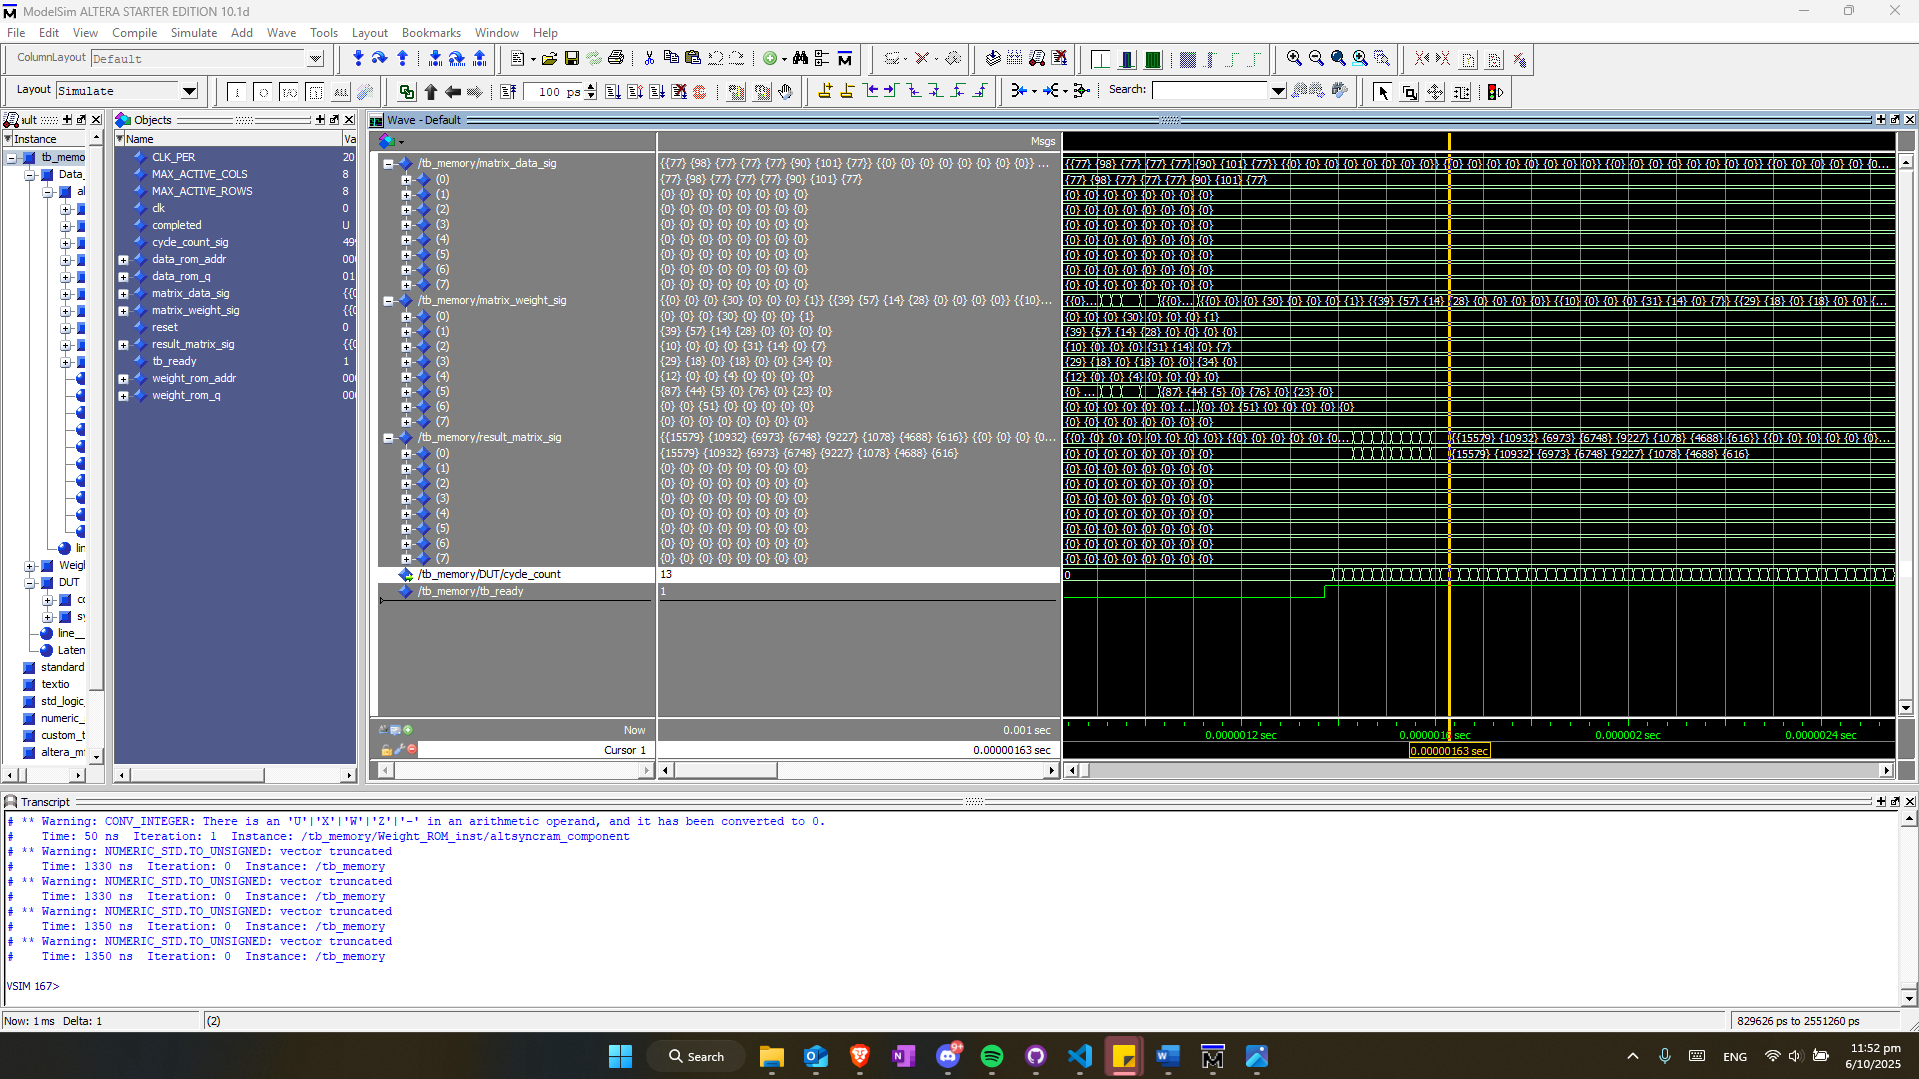 ModelSim ALTERA STARTER EDITION 10.1d
File Edit View Compile Simulate Add Wave Tools Layout Bookmarks Window Help
ColumnLayout Default
Layout Simulate 100 ps Search:
Instance
tb_memo
Data_
al
lin
Weigh
DUT
co
sy
line__
Laten
standard
textio
std_logic_
numeric_
custom_t
altera_mf
Objects
Name Va
CLK_PER 20
MAX_ACTIVE_COLS 8
MAX_ACTIVE_ROWS 8
clk 0
completed U
cycle_count_sig 499
data_rom_addr 000
data_rom_q 01
matrix_data_sig {{0
matrix_weight_sig {{0
reset 0
result_matrix_sig {{0
tb_ready 1
weight_rom_addr 000
weight_rom_q 000
Wave - Default
Msgs
/tb_memory/matrix_data_sig {{77} {98} {77} {77} {77} {90} {101} {77}} {{0} {0} {0} {0} {0} {0} {0} {0}} ...
(0) {77} {98} {77} {77} {77} {90} {101} {77}
(1) {0} {0} {0} {0} {0} {0} {0} {0}
(2) {0} {0} {0} {0} {0} {0} {0} {0}
(3) {0} {0} {0} {0} {0} {0} {0} {0}
(4) {0} {0} {0} {0} {0} {0} {0} {0}
(5) {0} {0} {0} {0} {0} {0} {0} {0}
(6) {0} {0} {0} {0} {0} {0} {0} {0}
(7) {0} {0} {0} {0} {0} {0} {0} {0}
/tb_memory/matrix_weight_sig {{0} {0} {0} {30} {0} {0} {0} {1}} {{39} {57} {14} {28} {0} {0} {0} {0}} {{10}...
(0) {0} {0} {0} {30} {0} {0} {0} {1}
(1) {39} {57} {14} {28} {0} {0} {0} {0}
(2) {10} {0} {0} {0} {31} {14} {0} {7}
(3) {29} {18} {0} {18} {0} {0} {34} {0}
(4) {12} {0} {0} {4} {0} {0} {0} {0}
(5) {87} {44} {5} {0} {76} {0} {23} {0}
(6) {0} {0} {51} {0} {0} {0} {0} {0}
(7) {0} {0} {0} {0} {0} {0} {0} {0}
/tb_memory/result_matrix_sig {{15579} {10932} {6973} {6748} {9227} {1078} {4688} {616}} {{0} {0} {0} {0...
(0) {15579} {10932} {6973} {6748} {9227} {1078} {4688} {616}
(1) {0} {0} {0} {0} {0} {0} {0} {0}
(2) {0} {0} {0} {0} {0} {0} {0} {0}
(3) {0} {0} {0} {0} {0} {0} {0} {0}
(4) {0} {0} {0} {0} {0} {0} {0} {0}
(5) {0} {0} {0} {0} {0} {0} {0} {0}
(6) {0} {0} {0} {0} {0} {0} {0} {0}
(7) {0} {0} {0} {0} {0} {0} {0} {0}
/tb_memory/DUT/cycle_count 13 0
/tb_memory/tb_ready 1
Now 0.001 sec 0.0000012 sec 0.0000016 sec 0.000002 sec 0.0000024 sec
Cursor 1 0.00000163 sec 0.00000163 sec
Transcript
# ** Warning: CONV_INTEGER: There is an 'U'|'X'|'W'|'Z'|'-' in an arithmetic operand, and it has been converted to 0.
# Time: 50 ns Iteration: 1 Instance: /tb_memory/Weight_ROM_inst/altsyncram_component
# ** Warning: NUMERIC_STD.TO_UNSIGNED: vector truncated
# Time: 1330 ns Iteration: 0 Instance: /tb_memory
# ** Warning: NUMERIC_STD.TO_UNSIGNED: vector truncated
# Time: 1330 ns Iteration: 0 Instance: /tb_memory
# ** Warning: NUMERIC_STD.TO_UNSIGNED: vector truncated
# Time: 1350 ns Iteration: 0 Instance: /tb_memory
# ** Warning: NUMERIC_STD.TO_UNSIGNED: vector truncated
# Time: 1350 ns Iteration: 0 Instance: /tb_memory
VSIM 167>
Now: 1 ms Delta: 1 (2) 829626 ps to 2551260 ps
Search 9+ ENG 11:52 pm
6/10/2025